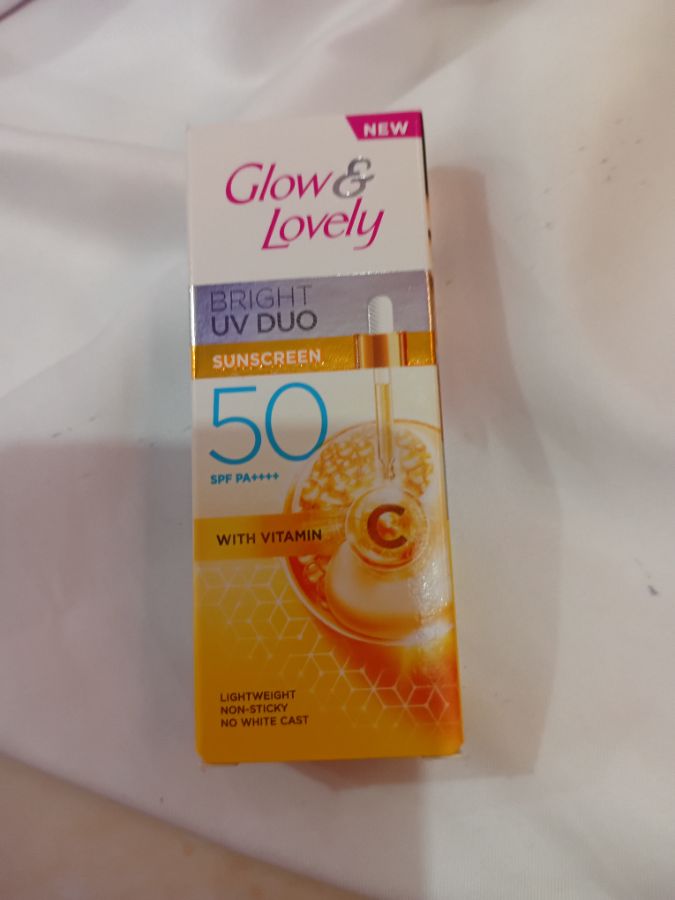 NEW
Glow &
Lovely
BRIGHT
UV DUO
SUNSCREEN
50
SPF PA++++
WITH VITAMIN C
LIGHTWEIGHT
NON-STICKY
NO WHITE CAST